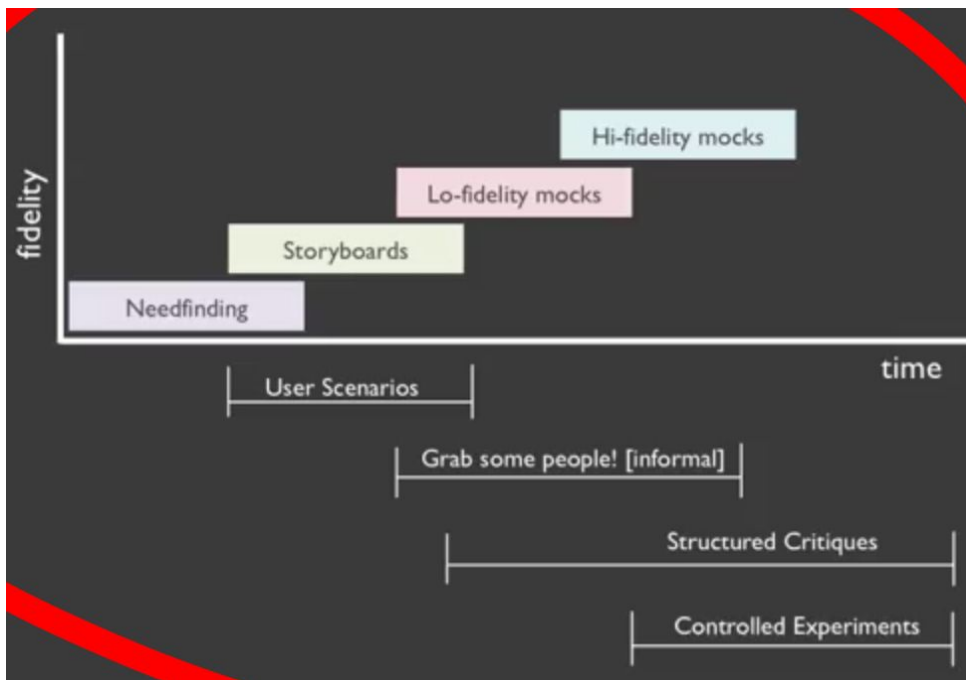 Hi-fidelity mocks
Lo-fidelity mocks
fidelity
Storyboards
Needfinding
time
User Scenarios
Grab some people! [informal]
Structured Critiques
Controlled Experiments